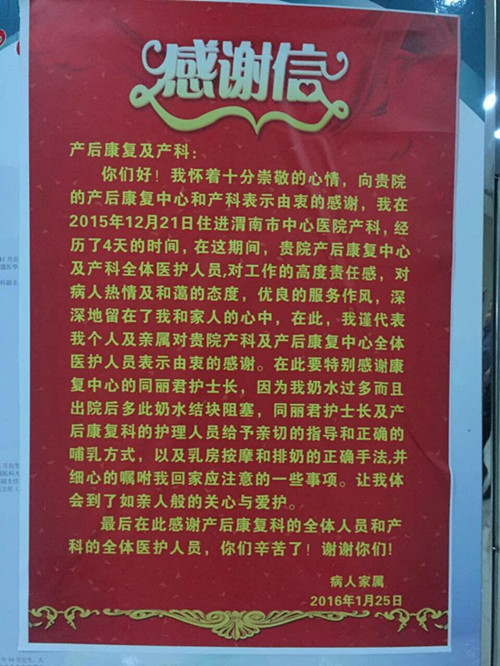 感谢信
产后康复及产科：
你们好！我怀着十分崇敬的心情，向贵院
的产后康复中心和产科表示由衷的感谢，我在
2015年12月21日住进渭南市中心医院产科，经
历了4天的时间，在这期间，贵院产后康复中心
及产科全体医护人员,对工作的高度责任感，对
病人热情及和蔼的态度，优良的服务作风，深
深地留在了我和家人的心中，在此，我谨代表
我个人及亲属对贵院产科及产后康复中心全体
医护人员表示由衷的感谢。在此要特别感谢康
复中心的同丽君护士长，因为我奶水过多而且
出院后多此奶水结块阻塞，同丽君护士长及产
后康复科的护理人员给予亲切的指导和正确的
哺乳方式，以及乳房按摩和排奶的正确手法,并
细心的嘱咐我回家应注意的一些事项。让我体
会到了如亲人般的关心与爱护。
最后在此感谢产后康复科的全体人员和产
科的全体医护人员，你们辛苦了！谢谢你们！
病人家属
2016年1月25日